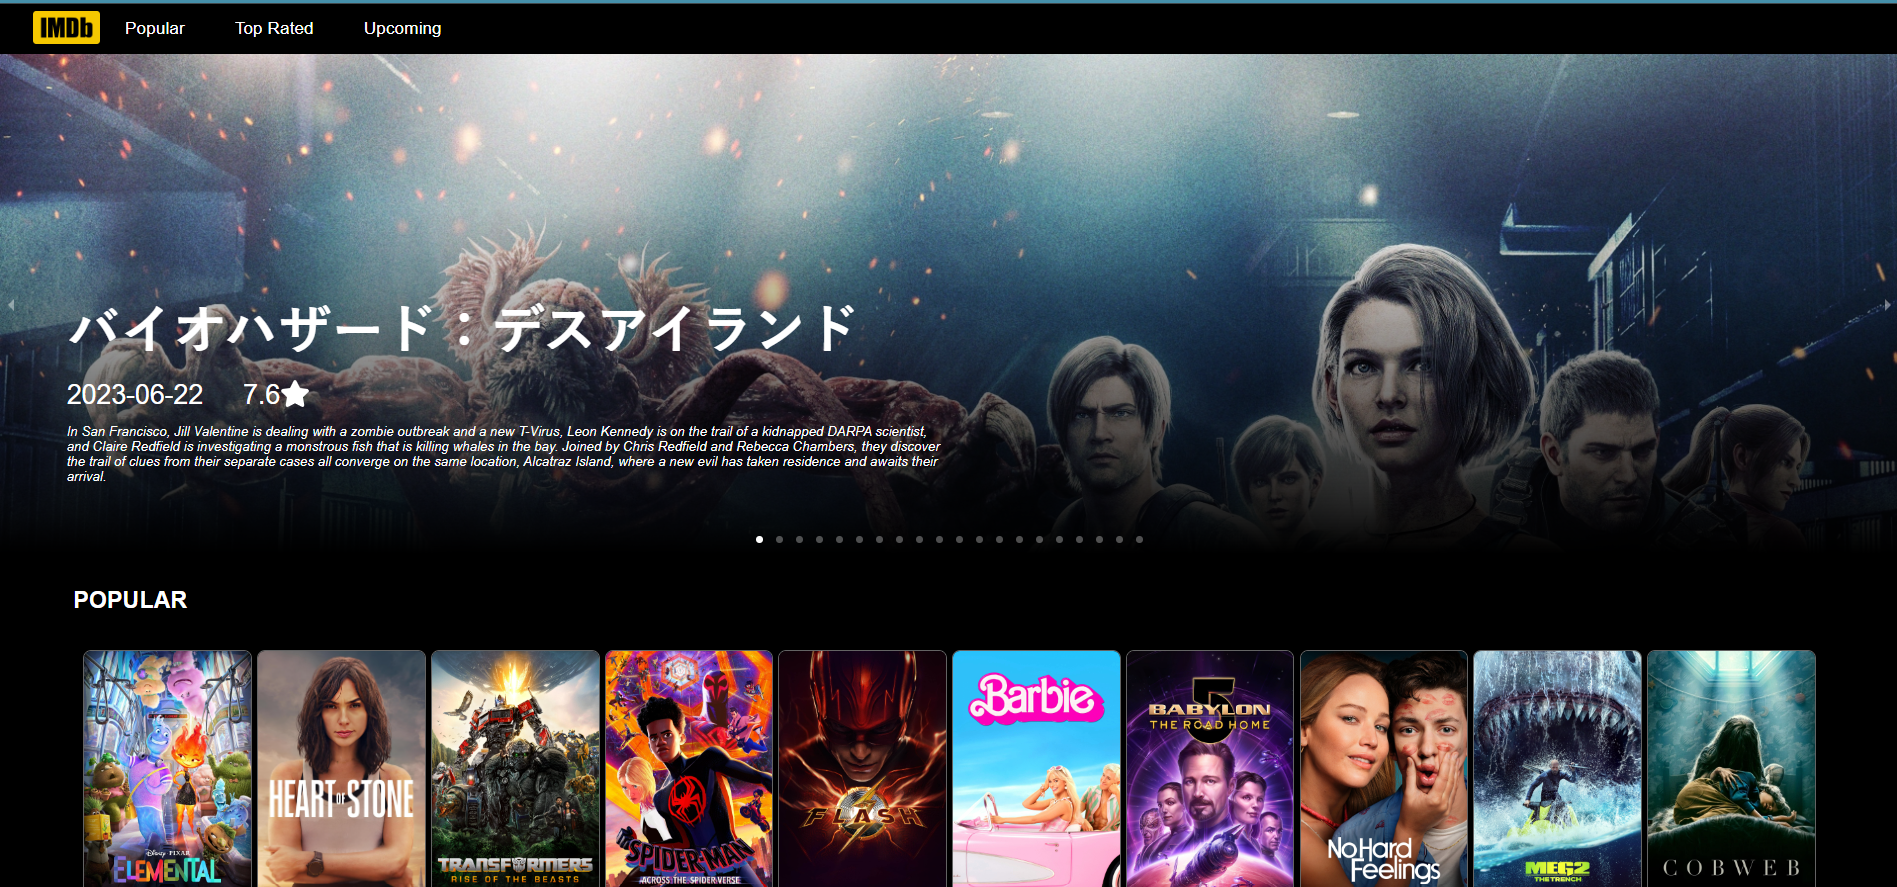 IMDb
Popular
Top Rated
Upcoming
バイオハザード：デスアイランド
2023-06-22 7.6
In San Francisco, Jill Valentine is dealing with a zombie outbreak and a new T-Virus, Leon Kennedy is on the trail of a kidnapped DARPA scientist,
and Claire Redfield is investigating a monstrous fish that is killing whales in the bay. Joined by Chris Redfield and Rebecca Chambers, they discover
the trail of clues from their separate cases all converge on the same location, Alcatraz Island, where a new evil has taken residence and awaits their
arrival.
POPULAR
Disney PIXAR
ELEMENTAL
HEART OF STONE
TRANSFORMERS
RISE OF THE BEASTS
SPIDER-MAN
ACROSS THE SPIDER-VERSE
FLASH
Barbie
BABYLON
5
THE ROAD HOME
No Hard
Feelings
MEG2
THE TRENCH
COBWEB